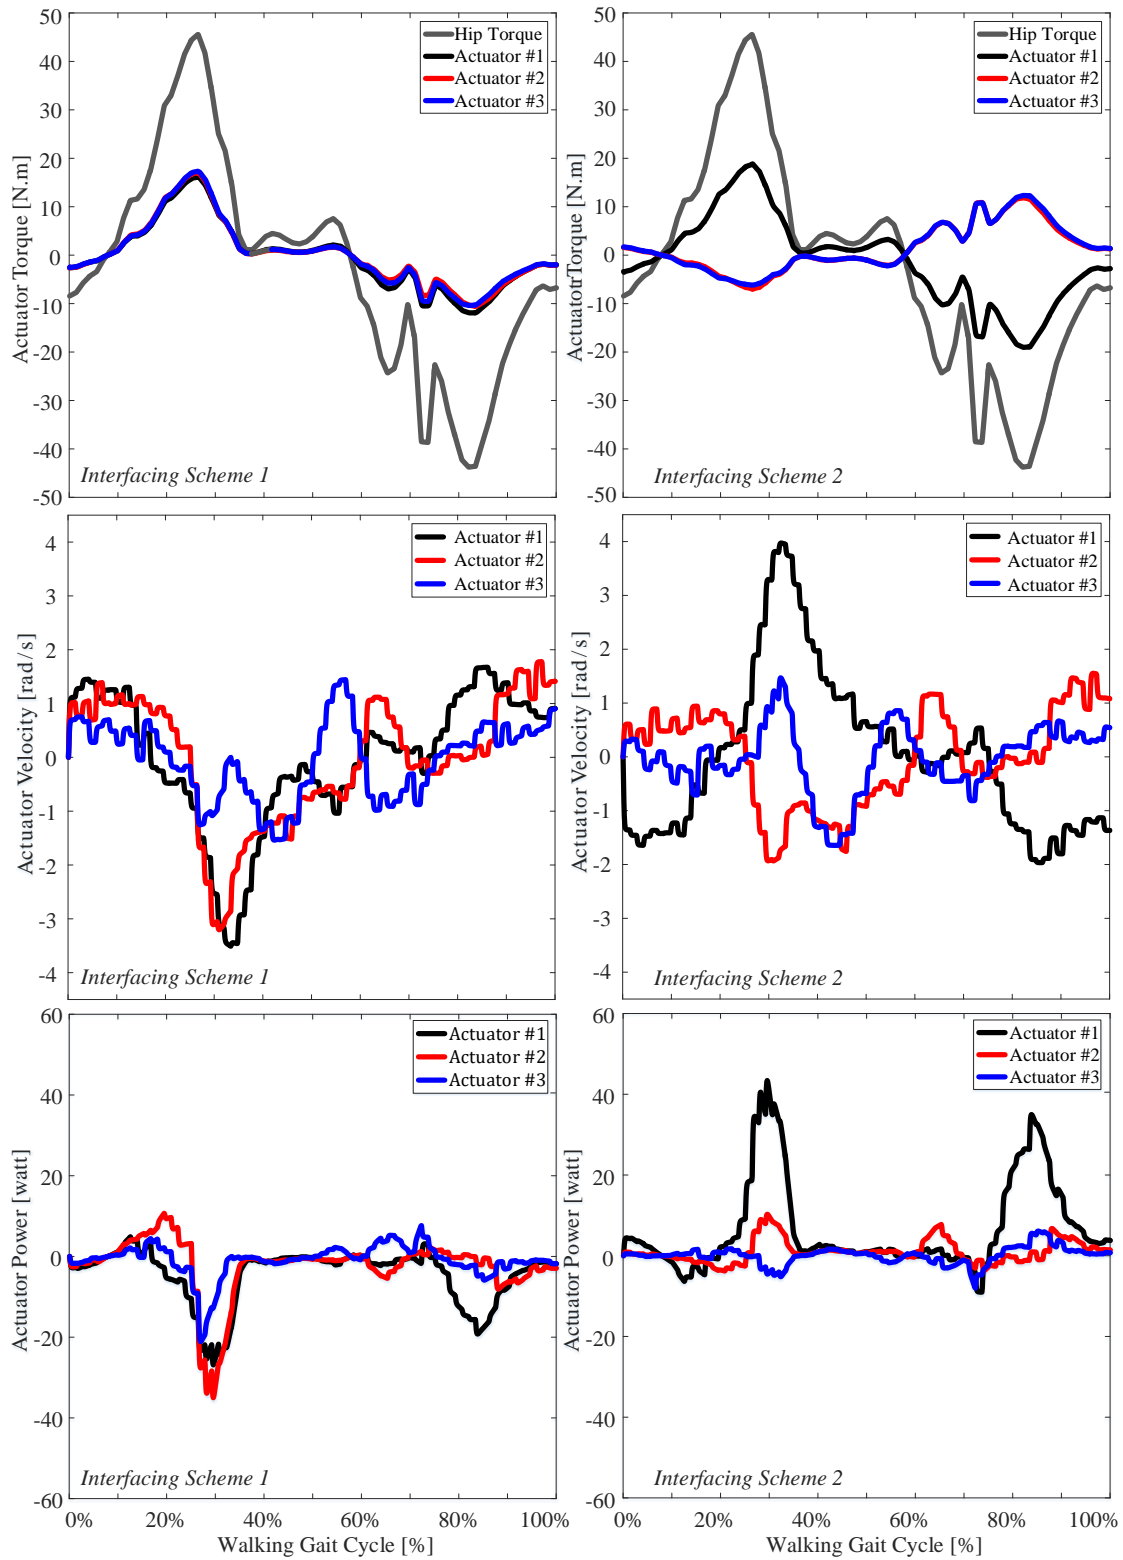 50
40
30
20
10
0
-10
-20
-30
-40
-50
Actuator Torque [N.m]
Hip Torque
Actuator #1
Actuator #2
Actuator #3
Interfacing Scheme 1
50
40
30
20
10
0
-10
-20
-30
-40
-50
ActuatotrTorque [N.m]
Hip Torque
Actuator #1
Actuator #2
Actuator #3
Interfacing Scheme 2
4
3
2
1
0
-1
-2
-3
-4
Actuator Velocity [rad/s]
Actuator #1
Actuator #2
Actuator #3
Interfacing Scheme 1
4
3
2
1
0
-1
-2
-3
-4
Actuator Velocity [rad/s]
Actuator #1
Actuator #2
Actuator #3
Interfacing Scheme 2
60
40
20
0
-20
-40
-60
Actuator Power [watt]
Actuator #1
Actuator #2
Actuator #3
Interfacing Scheme 1
0% 20% 40% 60% 80% 100%
Walking Gait Cycle [%]
60
40
20
0
-20
-40
-60
Actuator Power [watt]
Actuator #1
Actuator #2
Actuator #3
Interfacing Scheme 2
0% 20% 40% 60% 80% 100%
Walking Gait Cycle [%]